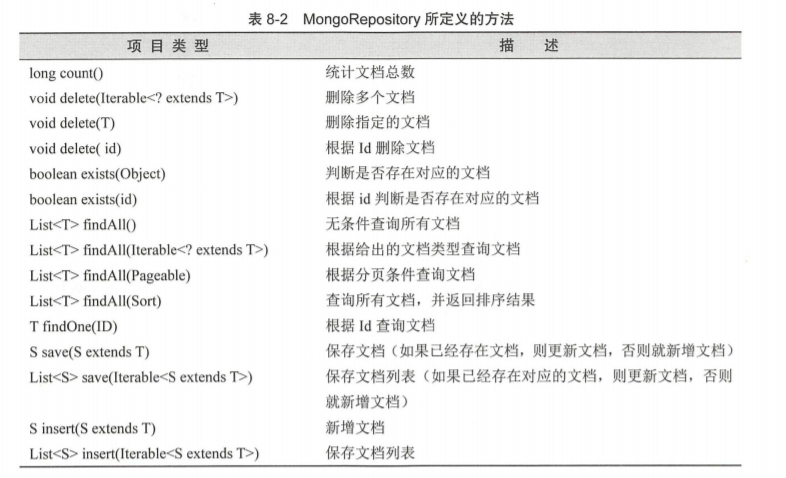 表 8-2 MongoRepository 所定义的方法
项 目 类 型 描 述
long count() 统计文档总数
void delete(Iterable<? extends T>) 删除多个文档
void delete(T) 删除指定的文档
void delete( id) 根据 Id 删除文档
boolean exists(Object) 判断是否存在对应的文档
boolean exists(id) 根据 id 判断是否存在对应的文档
List<T> findAll() 无条件查询所有文档
List<T> findAll(Iterable<? extends T>) 根据给出的文档类型查询文档
List<T> findAll(Pageable) 根据分页条件查询文档
List<T> findAll(Sort) 查询所有文档，并返回排序结果
T findOne(ID) 根据 Id 查询文档
S save(S extends T) 保存文档（如果已经存在文档，则更新文档，否则就新增文档）
List<S> save(Iterable<S extends T>) 保存文档列表（如果已经存在对应的文档，则更新文档，否则
就新增文档）
S insert(S extends T) 新增文档
List<S> insert(Iterable<S extends T>) 保存文档列表